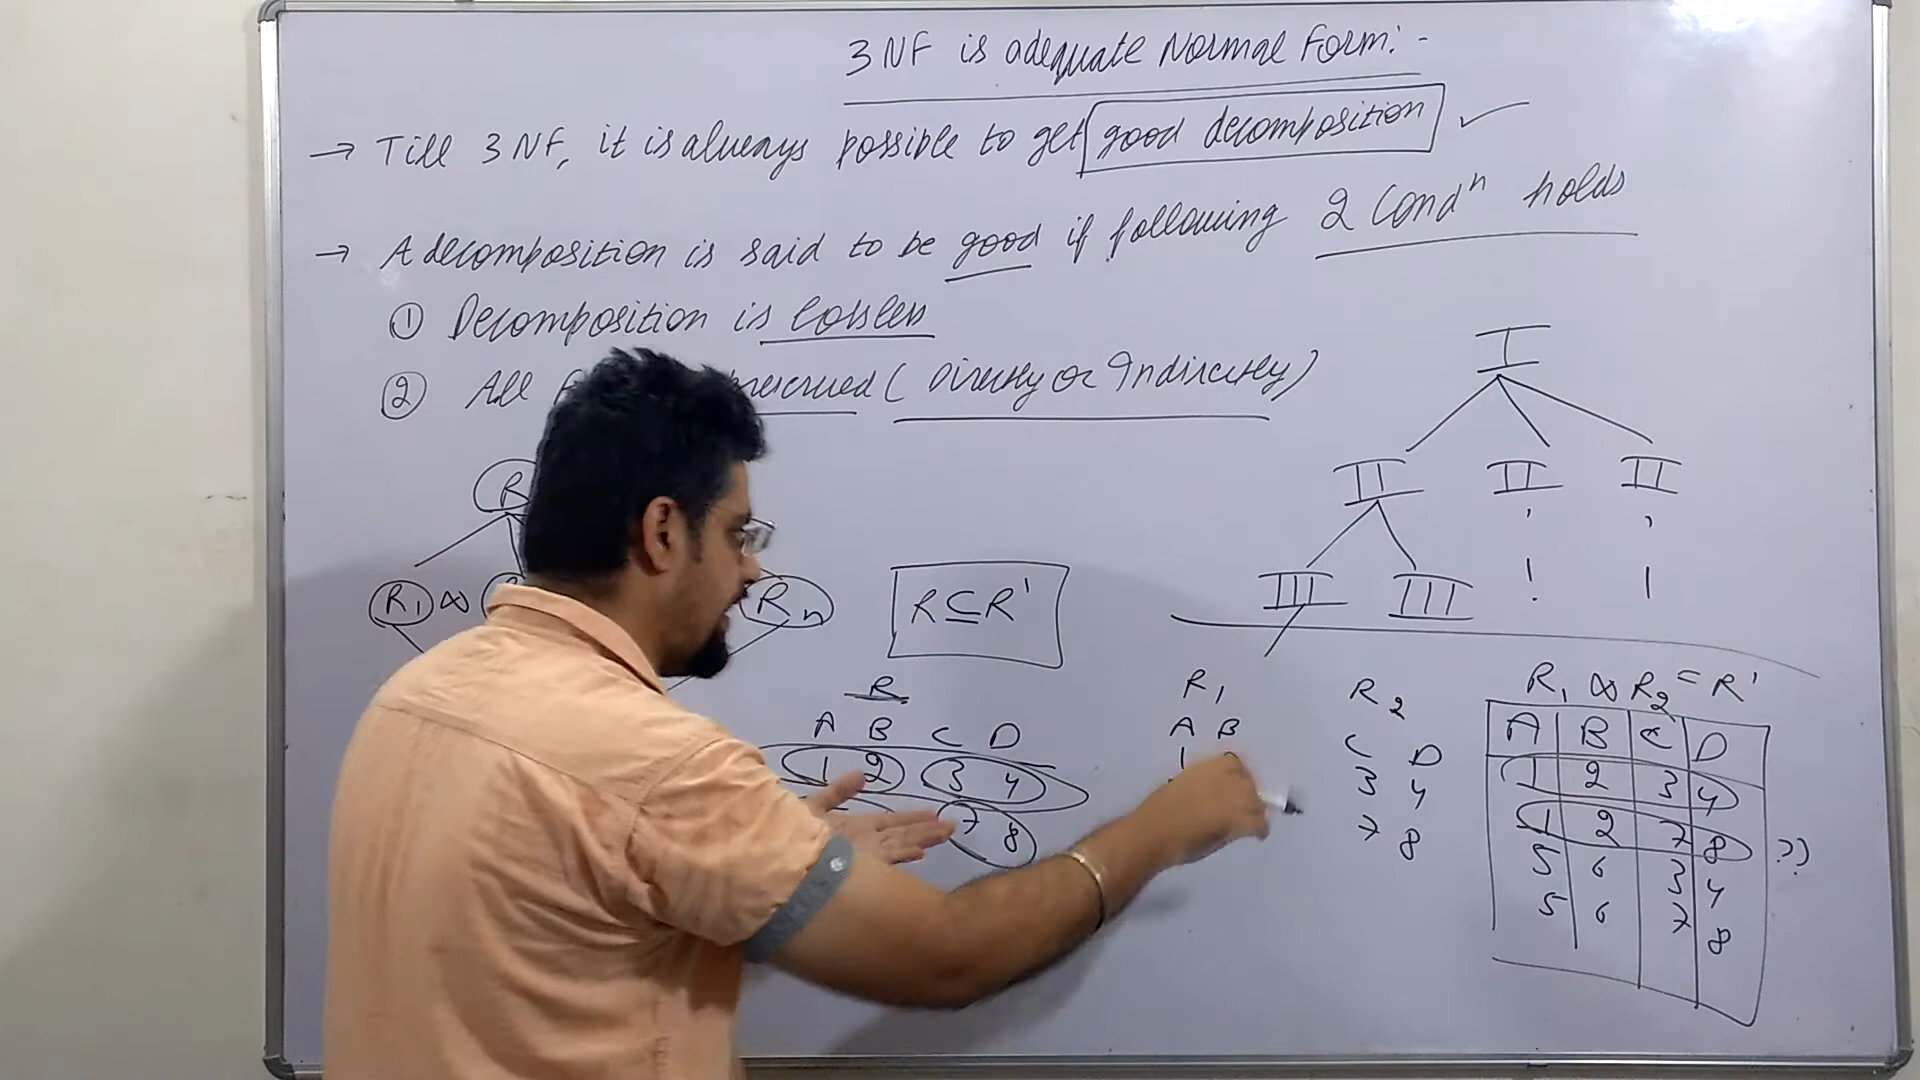 3NF is adequate Normal Form:-
→ Till 3NF, it is always possible to get good decomposition ✓
→ A decomposition is said to be good if following 2 Condⁿ holds
① Decomposition is lossless
② All preserved (Directly or Indirectly)
I
II II II
III III
R
R₁ ⋈ Rₙ
R ⊆ R'
R
A B C D
1 2 3 4
7 8
R₁
A B
1
R₂
C D
3 4
7 8
R₁ ⋈ R₂ = R'
A B C D
1 2 3 4
1 2 7 8 ??
5 6 3 4
5 6 7 8